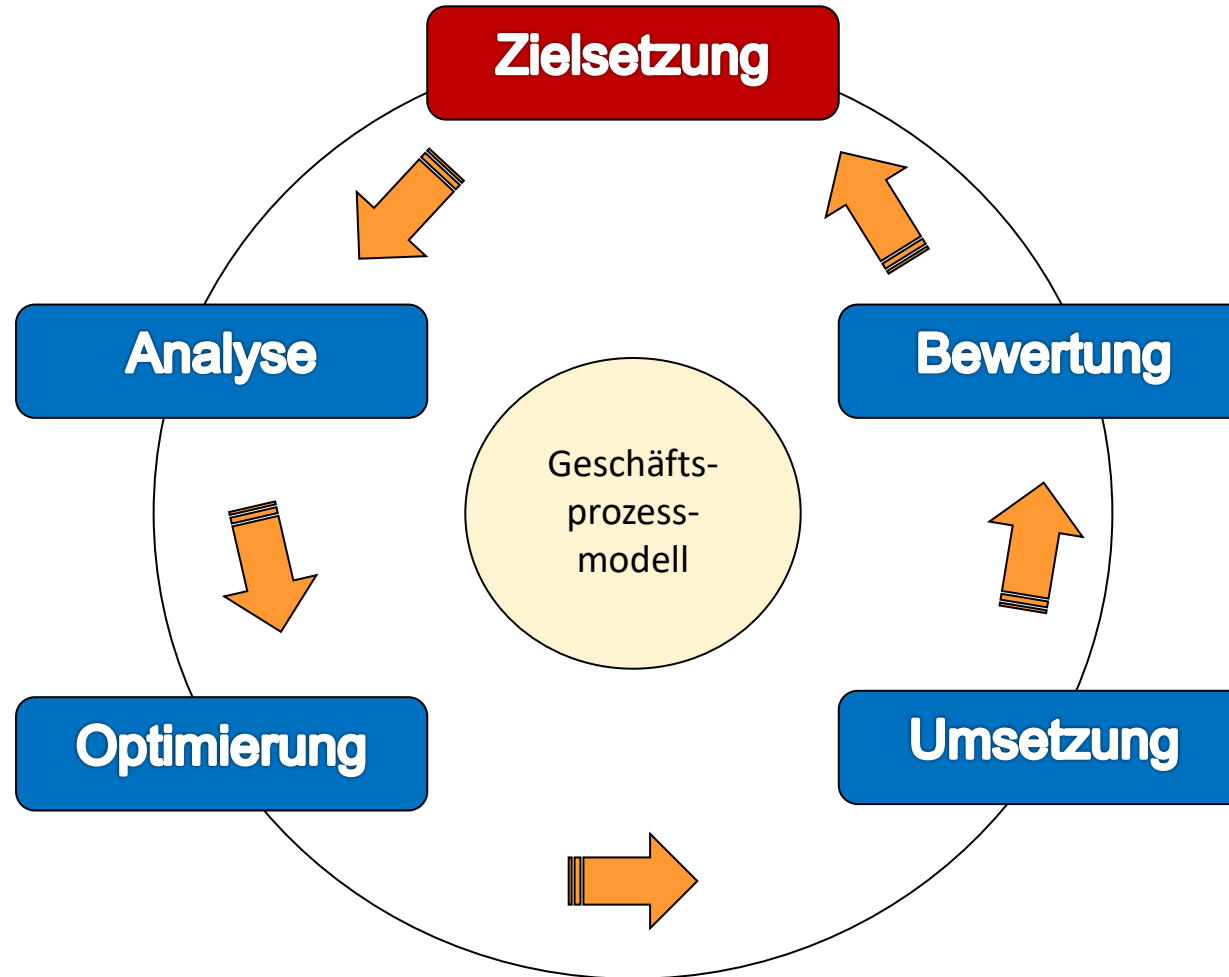 Zielsetzung
Analyse
Bewertung
Geschäfts-
prozess-
modell
Optimierung
Umsetzung